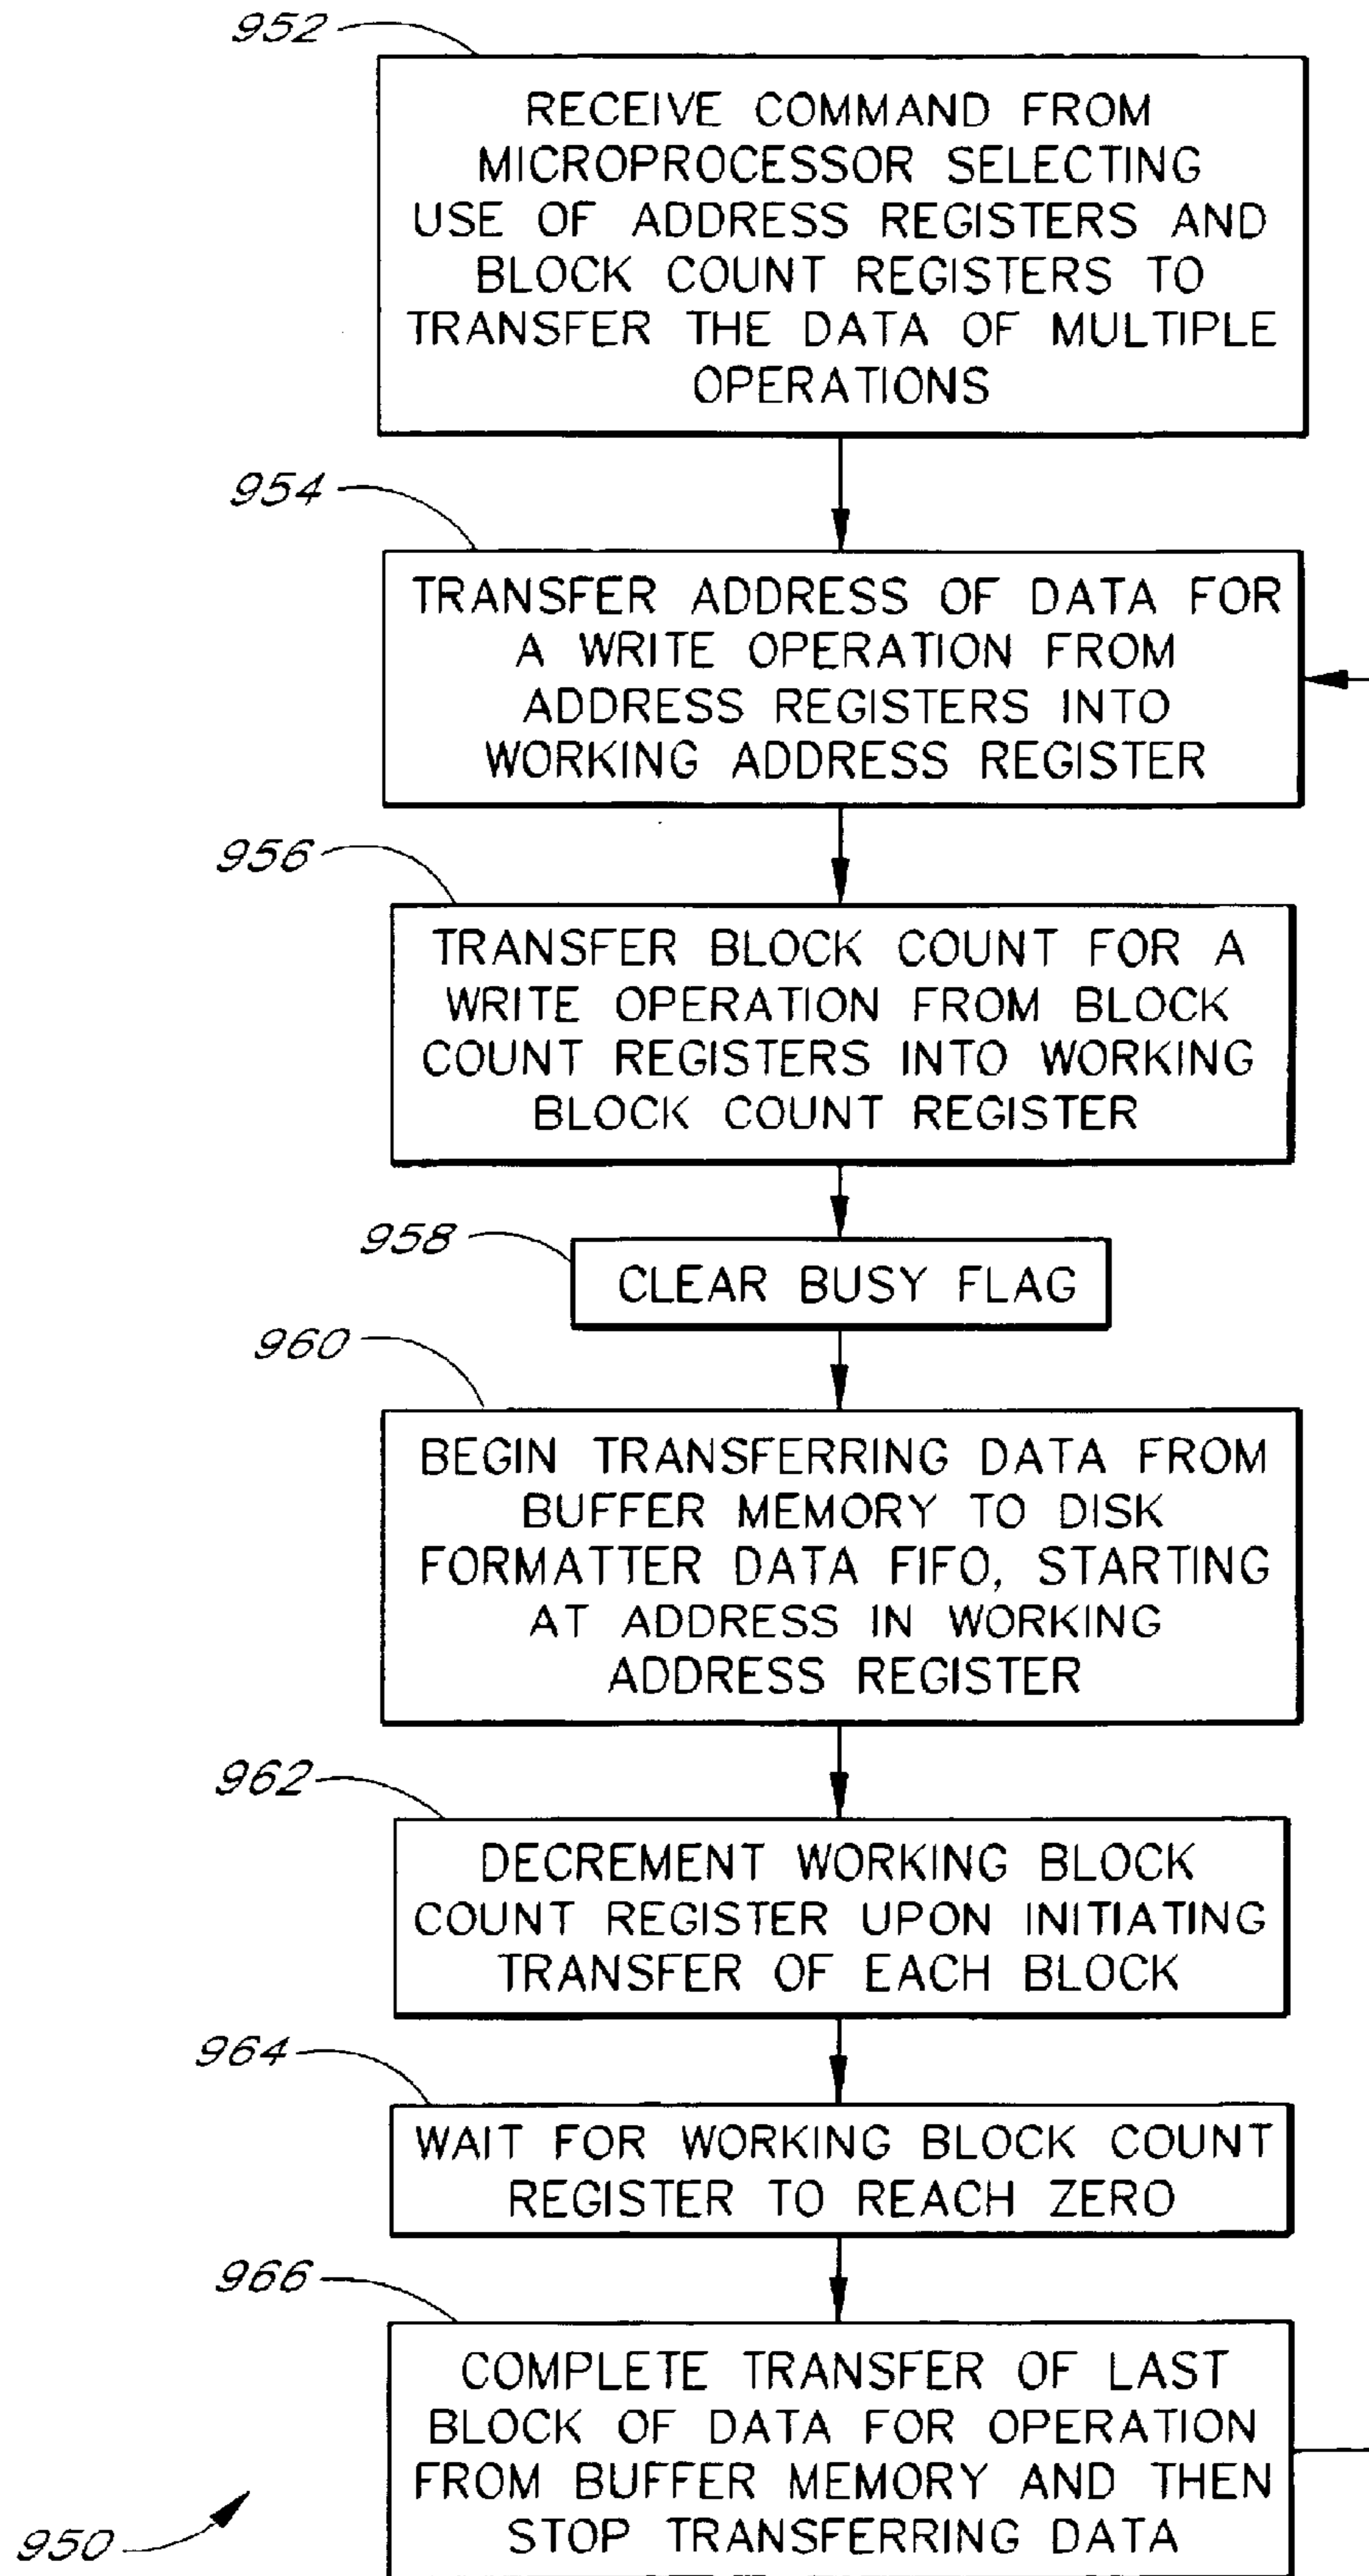 952
RECEIVE COMMAND FROM
MICROPROCESSOR SELECTING
USE OF ADDRESS REGISTERS AND
BLOCK COUNT REGISTERS TO
TRANSFER THE DATA OF MULTIPLE
OPERATIONS
954
TRANSFER ADDRESS OF DATA FOR
A WRITE OPERATION FROM
ADDRESS REGISTERS INTO
WORKING ADDRESS REGISTER
956
TRANSFER BLOCK COUNT FOR A
WRITE OPERATION FROM BLOCK
COUNT REGISTERS INTO WORKING
BLOCK COUNT REGISTER
958
CLEAR BUSY FLAG
960
BEGIN TRANSFERRING DATA FROM
BUFFER MEMORY TO DISK
FORMATTER DATA FIFO, STARTING
AT ADDRESS IN WORKING
ADDRESS REGISTER
962
DECREMENT WORKING BLOCK
COUNT REGISTER UPON INITIATING
TRANSFER OF EACH BLOCK
964
WAIT FOR WORKING BLOCK COUNT
REGISTER TO REACH ZERO
966
COMPLETE TRANSFER OF LAST
BLOCK OF DATA FOR OPERATION
FROM BUFFER MEMORY AND THEN
STOP TRANSFERRING DATA
950